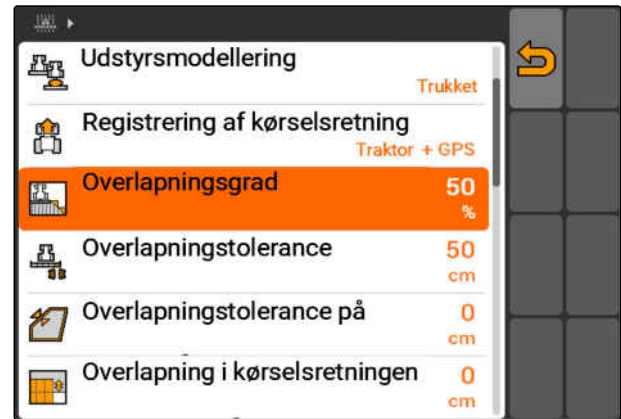 Udstyrsmodellering
Trukket
Registrering af kørselsretning
Traktor + GPS
Overlapningsgrad
50
%
Overlapningstolerance
50
cm
Overlapningstolerance på
0
cm
Overlapning i kørselsretningen
0
cm